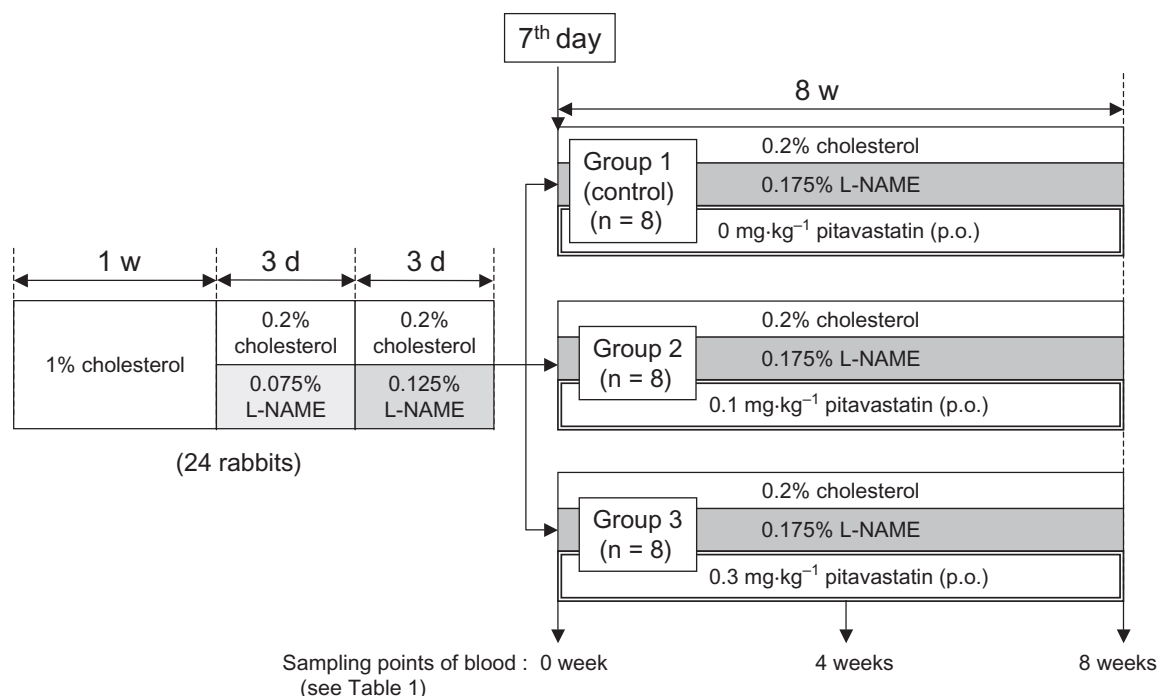 7th day
8 w
0.2% cholesterol
Group 1
(control)
(n = 8)
0.175% L-NAME
0 mg·kg–1 pitavastatin (p.o.)
1 w
3 d
3 d
1% cholesterol
0.2%
cholesterol
0.075%
L-NAME
0.2%
cholesterol
0.125%
L-NAME
(24 rabbits)
0.2% cholesterol
Group 2
(n = 8)
0.175% L-NAME
0.1 mg·kg–1 pitavastatin (p.o.)
0.2% cholesterol
Group 3
(n = 8)
0.175% L-NAME
0.3 mg·kg–1 pitavastatin (p.o.)
Sampling points of blood : 0 week 4 weeks 8 weeks
(see Table 1)